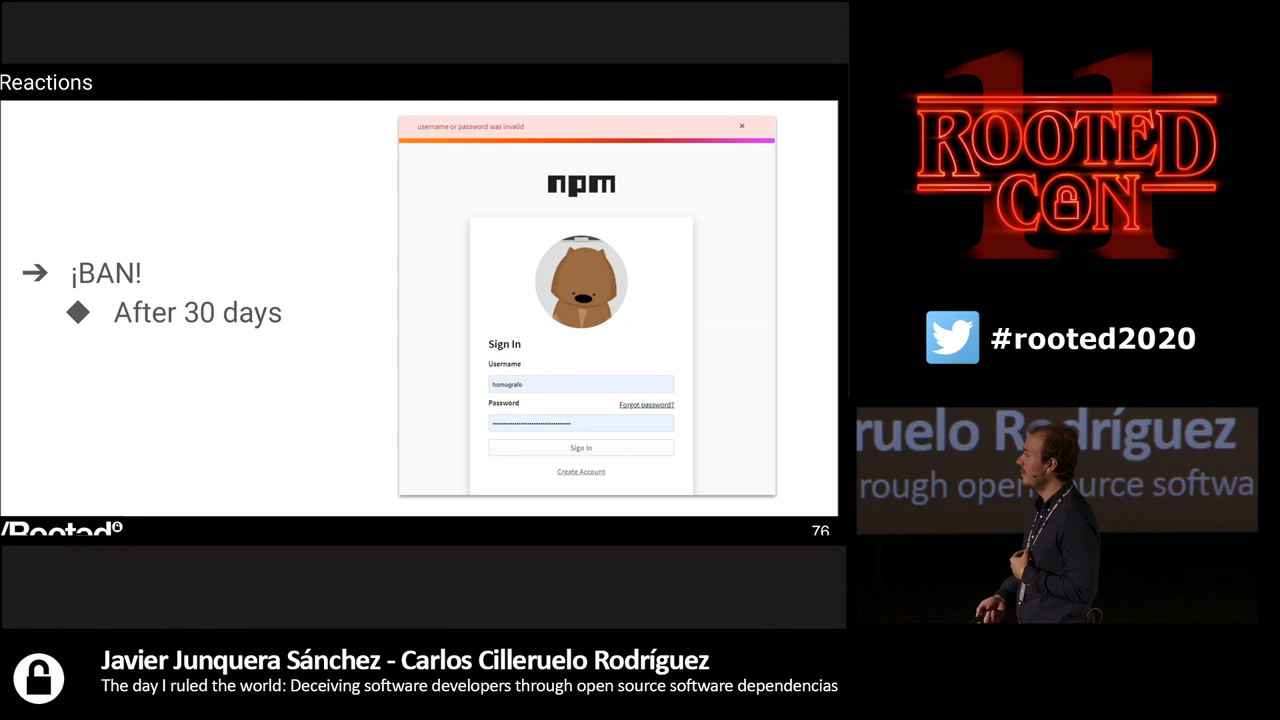 Reactions
username or password was invalid
×
npm
➔ ¡BAN!
◆ After 30 days
Sign In
Username
homografo
Password
Forgot password?
Sign In
Create Account
/Rooted
76
11
ROOTED
CON
#rooted2020
ruelo Rodríguez
rough open source softwa
Javier Junquera Sánchez - Carlos Cilleruelo Rodríguez
The day I ruled the world: Deceiving software developers through open source software dependencias